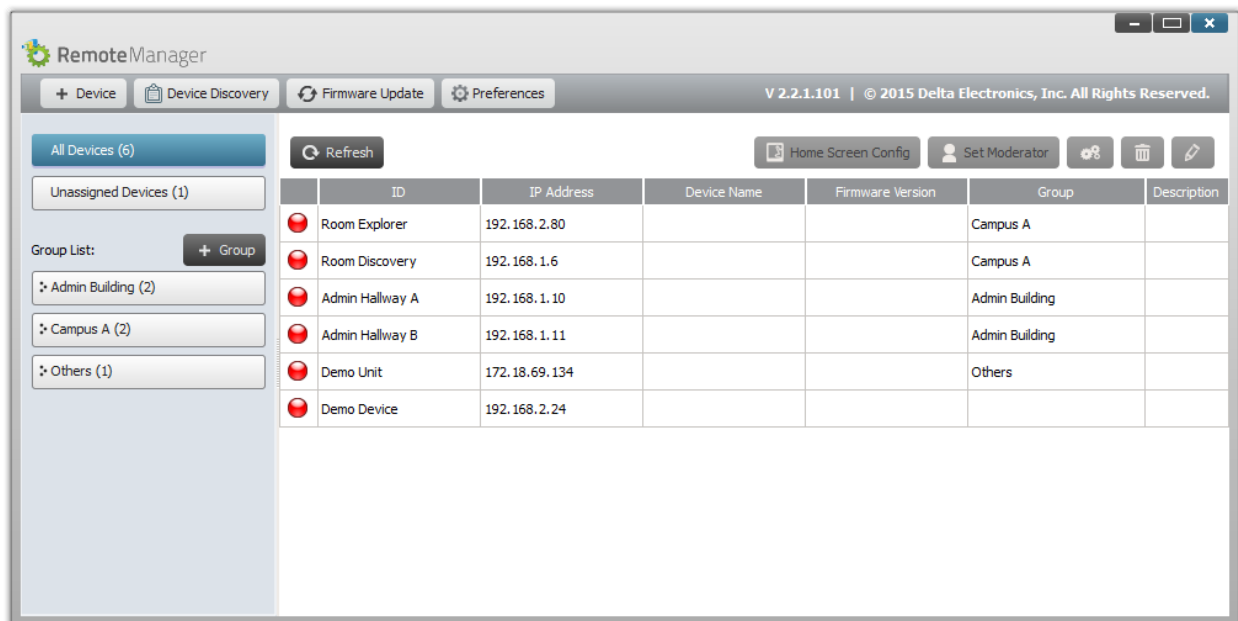 RemoteManager
+ Device Device Discovery Firmware Update Preferences V 2.2.1.101 | © 2015 Delta Electronics, Inc. All Rights Reserved.
All Devices (6)
Unassigned Devices (1)
Group List: + Group
Admin Building (2)
Campus A (2)
Others (1)
Refresh Home Screen Config Set Moderator
ID IP Address Device Name Firmware Version Group Description
Room Explorer 192.168.2.80 Campus A
Room Discovery 192.168.1.6 Campus A
Admin Hallway A 192.168.1.10 Admin Building
Admin Hallway B 192.168.1.11 Admin Building
Demo Unit 172.18.69.134 Others
Demo Device 192.168.2.24